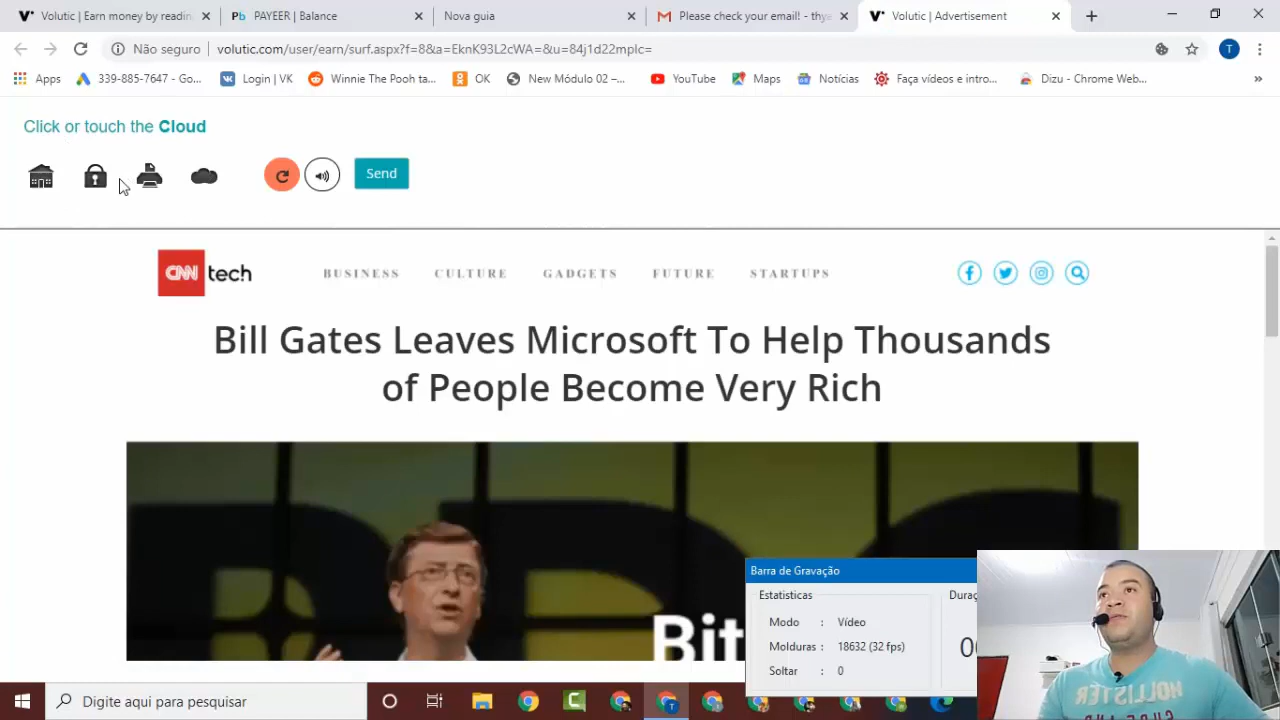 Volutic | Earn money by readin
PAYEER | Balance
Nova guia
Please check your email! - thya
Volutic | Advertisement
Não seguro
volutic.com/user/earn/surf.aspx?f=8&a=EknK93L2cWA=&u=84j1d22mplc=
Apps
339-885-7647 - Go...
Login | VK
Winnie The Pooh ta...
OK
New Módulo 02 –...
YouTube
Maps
Notícias
Faça vídeos e intro...
Dizu - Chrome Web...
Click or touch the Cloud
Send
CNN tech
BUSINESS
CULTURE
GADGETS
FUTURE
STARTUPS
Bill Gates Leaves Microsoft To Help Thousands
of People Become Very Rich
Bit
Barra de Gravação
Estatisticas
Modo : Vídeo
Molduras : 18632 (32 fps)
Soltar : 0
HOLLISTER
Digite aqui para pesquisar